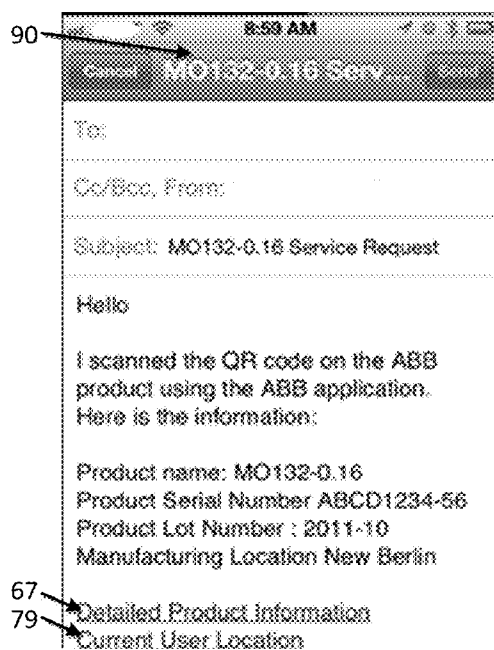 90
8:59 AM
Cancel MO132-0.16 Serv... Send
To:
Cc/Bcc, From:
Subject: MO132-0.16 Service Request
Hello
I scanned the QR code on the ABB
product using the ABB application.
Here is the information:
Product name: MO132-0.16
Product Serial Number ABCD1234-56
Product Lot Number : 2011-10
Manufacturing Location New Berlin
67
Detailed Product Information
79
Current User Location